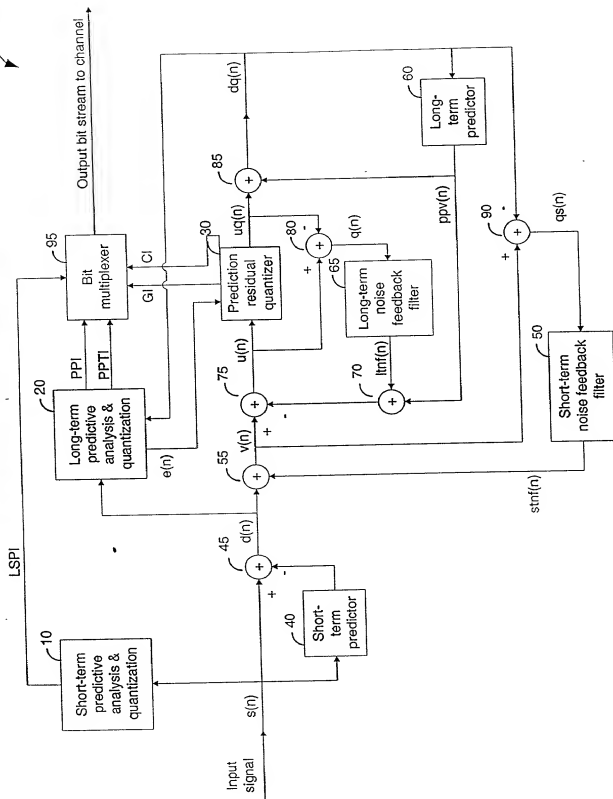 Output bit stream to channel
95
Bit
multiplexer
LSPI
PPI
PPTI
GI
CI
20
Long-term
predictive
analysis &
quantization
e(n)
10
Short-term
predictive
analysis &
quantization
Input
signal
s(n)
40
Short-
term
predictor
45
+
+
-
d(n)
55
+
v(n)
+
75
+
-
u(n)
30
Prediction
residual
quantizer
uq(n)
85
+
dq(n)
80
+
+
-
q(n)
65
Long-term
noise
feedback
filter
ltnf(n)
70
+
ppv(n)
60
Long-
term
predictor
90
+
+
-
qs(n)
50
Short-term
noise feedback
filter
stnf(n)